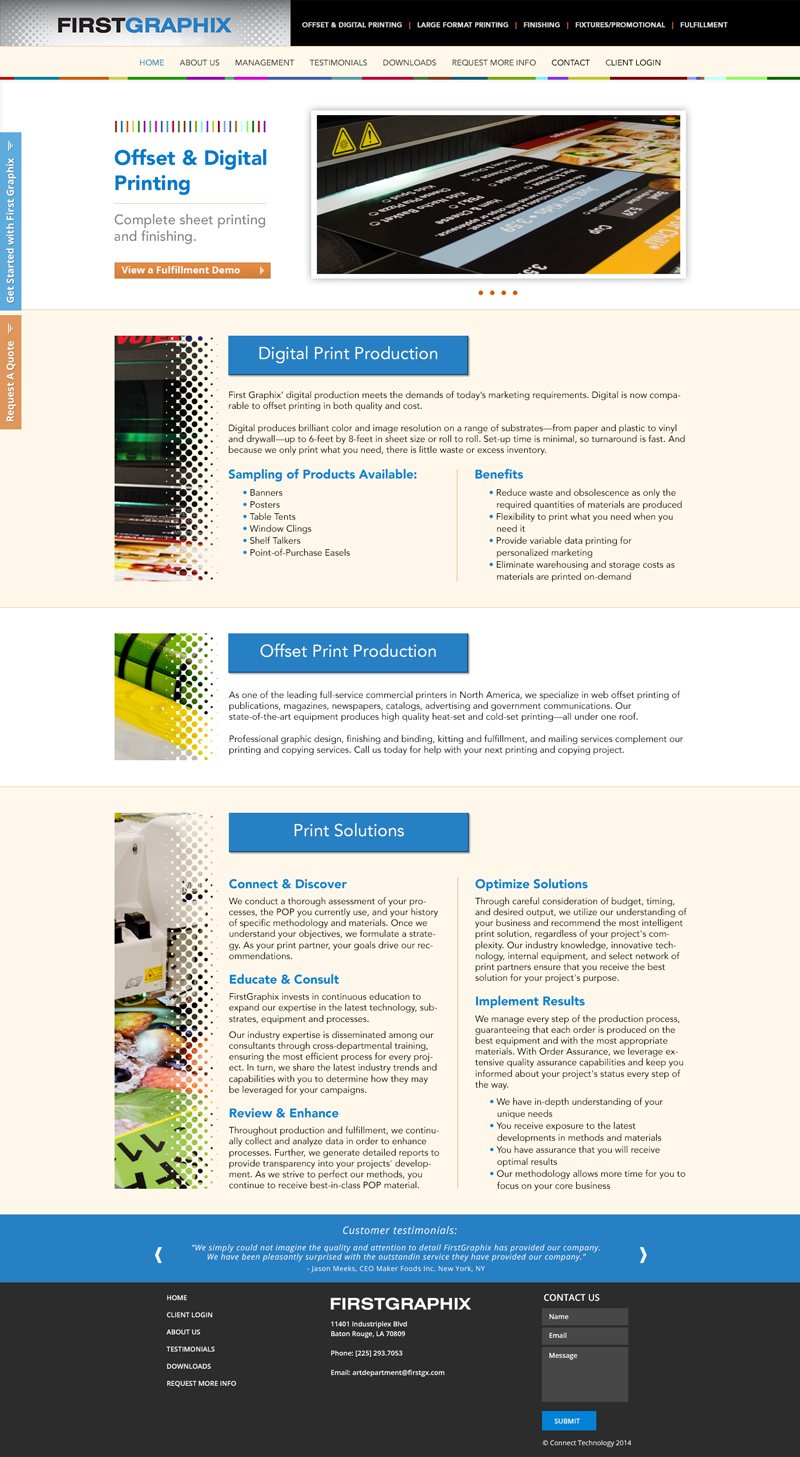 FIRSTGRAPHIX
OFFSET & DIGITAL PRINTING | LARGE FORMAT PRINTING | FINISHING | FIXTURES/PROMOTIONAL | FULFILLMENT
HOME ABOUT US MANAGEMENT TESTIMONIALS DOWNLOADS REQUEST MORE INFO CONTACT CLIENT LOGIN
Get Started with First Graphix
Request A Quote
Offset & Digital
Printing
Complete sheet printing
and finishing.
View a Fulfillment Demo
Digital Print Production
First Graphix' digital production meets the demands of today's marketing requirements. Digital is now compa-
rable to offset printing in both quality and cost.
Digital produces brilliant color and image resolution on a range of substrates—from paper and plastic to vinyl
and drywall—up to 6-feet by 8-feet in sheet size or roll to roll. Set-up time is minimal, so turnaround is fast. And
because we only print what you need, there is little waste or excess inventory.
Sampling of Products Available:
• Banners
• Posters
• Table Tents
• Window Clings
• Shelf Talkers
• Point-of-Purchase Easels
Benefits
• Reduce waste and obsolescence as only the
required quantities of materials are produced
• Flexibility to print what you need when you
need it
• Provide variable data printing for
personalized marketing
• Eliminate warehousing and storage costs as
materials are printed on-demand
Offset Print Production
As one of the leading full-service commercial printers in North America, we specialize in web offset printing of
publications, magazines, newspapers, catalogs, advertising and government communications. Our
state-of-the-art equipment produces high quality heat-set and cold-set printing—all under one roof.
Professional graphic design, finishing and binding, kitting and fulfillment, and mailing services complement our
printing and copying services. Call us today for help with your next printing and copying project.
Print Solutions
Connect & Discover
We conduct a thorough assessment of your pro-
cesses, the POP you currently use, and your history
of specific methodology and materials. Once we
understand your objectives, we formulate a strate-
gy. As your print partner, your goals drive our rec-
ommendations.
Educate & Consult
FirstGraphix invests in continuous education to
expand our expertise in the latest technology, sub-
strates, equipment and processes.
Our industry expertise is disseminated among our
consultants through cross-departmental training,
ensuring the most efficient process for every proj-
ect. In turn, we share the latest industry trends and
capabilities with you to determine how they may
be leveraged for your campaigns.
Review & Enhance
Throughout production and fulfillment, we continu-
ally collect and analyze data in order to enhance
processes. Further, we generate detailed reports to
provide transparency into your projects' develop-
ment. As we strive to perfect our methods, you
continue to receive best-in-class POP material.
Optimize Solutions
Through careful consideration of budget, timing,
and desired output, we utilize our understanding of
your business and recommend the most intelligent
print solution, regardless of your project's com-
plexity. Our industry knowledge, innovative tech-
nology, internal equipment, and select network of
print partners ensure that you receive the best
solution for your project's purpose.
Implement Results
We manage every step of the production process,
guaranteeing that each order is produced on the
best equipment and with the most appropriate
materials. With Order Assurance, we leverage ex-
tensive quality assurance capabilities and keep you
informed about your project's status every step of
the way.
• We have in-depth understanding of your
unique needs
• You receive exposure to the latest
developments in methods and materials
• You have assurance that you will receive
optimal results
• Our methodology allows more time for you to
focus on your core business
Customer testimonials:
"We simply could not imagine the quality and attention to detail FirstGraphix has provided our company.
We have been pleasantly surprised with the outstandin service they have provided our company."
- Jason Meeks, CEO Maker Foods Inc. New York, NY
HOME
CLIENT LOGIN
ABOUT US
TESTIMONIALS
DOWNLOADS
REQUEST MORE INFO
FIRSTGRAPHIX
11401 Industriplex Blvd
Baton Rouge, LA 70809
Phone: [225] 293.7053
Email: artdepartment@firstgx.com
CONTACT US
Name
Email
Message
SUBMIT
© Connect Technology 2014